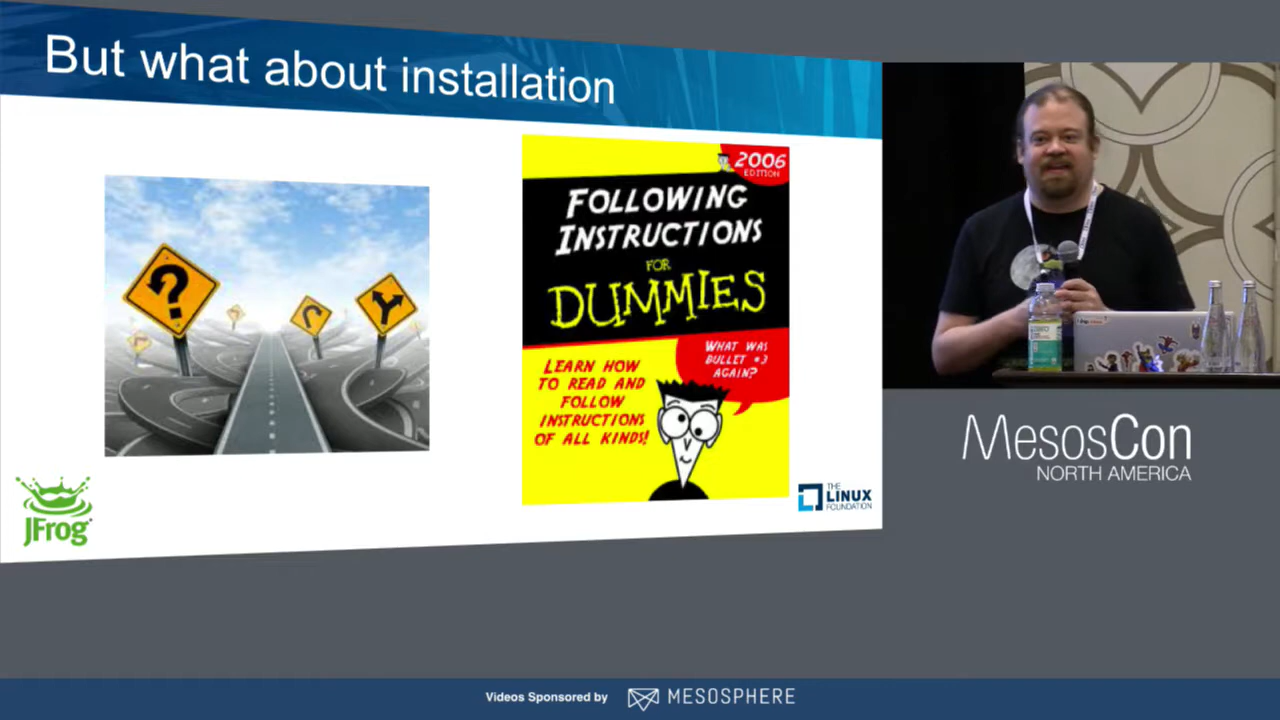 But what about installation
2006
EDITION
FOLLOWING
INSTRUCTIONS
FOR
DUMMIES
WHAT WAS
BULLET #3
AGAIN?
LEARN HOW
TO READ AND
FOLLOW
INSTRUCTIONS
OF ALL KINDS!
JFrog
THE
LINUX
FOUNDATION
MesosCon
NORTH AMERICA
Videos Sponsored by
MESOSPHERE